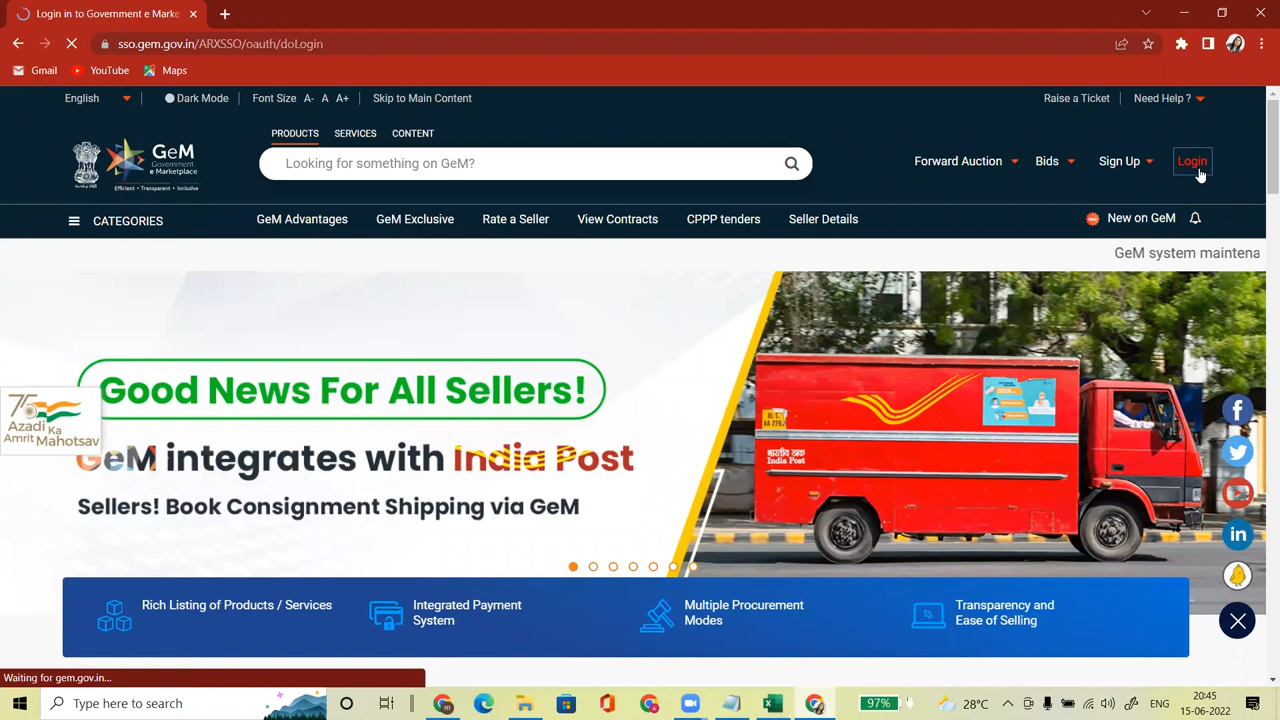 Login in to Government e Marke
sso.gem.gov.in/ARXSSO/oauth/doLogin
Gmail YouTube Maps
English Dark Mode Font Size A- A A+ Skip to Main Content Raise a Ticket Need Help ?
PRODUCTS SERVICES CONTENT
GeM
Government
e Marketplace
Efficient • Transparent • Inclusive
Looking for something on GeM?
Forward Auction Bids Sign Up Login
CATEGORIES GeM Advantages GeM Exclusive Rate a Seller View Contracts CPPP tenders Seller Details New on GeM
GeM system maintena
Good News For All Sellers!
75
Azadi Ka
Amrit Mahotsav
GeM integrates with India Post
Sellers! Book Consignment Shipping via GeM
भारतीय डाक
India Post
Rich Listing of Products / Services
Integrated Payment
System
Multiple Procurement
Modes
Transparency and
Ease of Selling
Waiting for gem.gov.in...
Type here to search
97%
28°C
ENG
20:45
15-06-2022